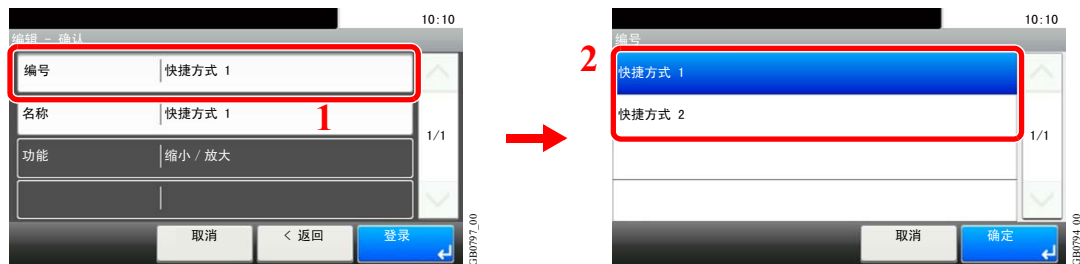 10:10
编辑 - 确认
编号 快捷方式 1
名称 快捷方式 1
1
1/1
功能 缩小 / 放大
取消 < 返回 登录
GB0797_00
10:10
编号
2
快捷方式 1
快捷方式 2
1/1
取消 确定
GB0794_00